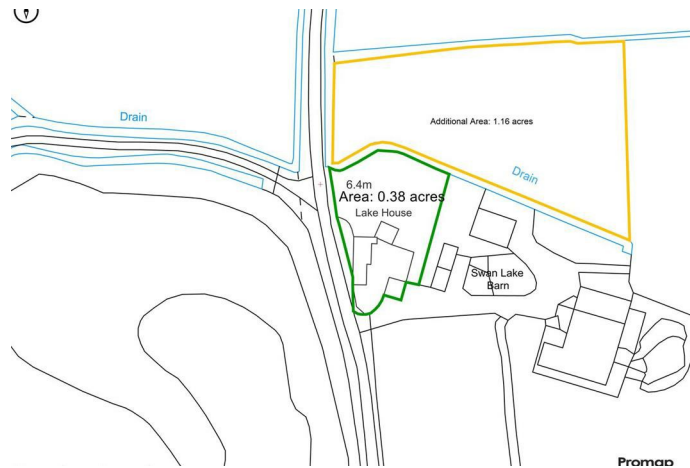 Drain
Additional Area: 1.16 acres
Drain
6.4m
Area: 0.38 acres
Lake House
Swan Lake
Barn
Promap